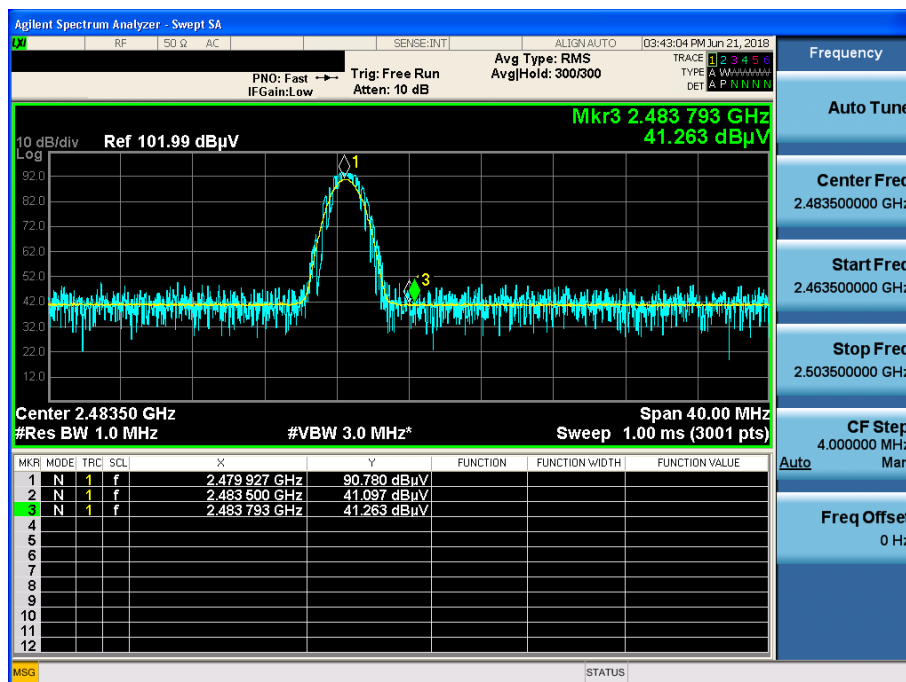 Agilent Spectrum Analyzer - Swept SA
LXI RF 50 Ω AC SENSE:INT ALIGN AUTO 03:43:04 PM Jun 21, 2018
PNO: Fast Trig: Free Run Avg Type: RMS TRACE 1 2 3 4 5 6
IFGain:Low Atten: 10 dB Avg|Hold: 300/300 TYPE A WWWWW
DET A P N N N N
Mkr3 2.483 793 GHz
41.263 dBµV
10 dB/div Ref 101.99 dBµV
Log
92.0
82.0
72.0
62.0
52.0
42.0
32.0
22.0
12.0
1
3
Center 2.48350 GHz Span 40.00 MHz
#Res BW 1.0 MHz #VBW 3.0 MHz* Sweep 1.00 ms (3001 pts)
MKR MODE TRC SCL X Y FUNCTION FUNCTION WIDTH FUNCTION VALUE
1 N 1 f 2.479 927 GHz 90.780 dBµV
2 N 1 f 2.483 500 GHz 41.097 dBµV
3 N 1 f 2.483 793 GHz 41.263 dBµV
4
5
6
7
8
9
10
11
12
MSG STATUS
Frequency
Auto Tune
Center Freq
2.483500000 GHz
Start Freq
2.463500000 GHz
Stop Freq
2.503500000 GHz
CF Step
4.000000 MHz
Auto Man
Freq Offset
0 Hz